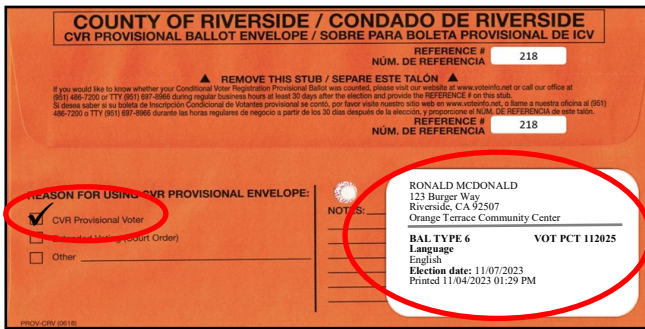 COUNTY OF RIVERSIDE / CONDADO DE RIVERSIDE
CVR PROVISIONAL BALLOT ENVELOPE / SOBRE PARA BOLETA PROVISIONAL DE ICV
REFERENCE #
NÚM. DE REFERENCIA
218
▲ REMOVE THIS STUB / SEPARE ESTE TALÓN ▲
If you would like to know whether your Conditional Voter Registration Provisional Ballot was counted, please visit our website at www.voteinfo.net or call our office at
(951) 486-7200 or TTY (951) 697-8966 during regular business hours at least 30 days after the election and provide the REFERENCE # on this stub.
Si desea saber si su boleta de Inscripción Condicional de Votantes provisional se contó, por favor visite nuestro sitio web en www.voteinfo.net, o llame a nuestra oficina al (951)
486-7200 o TTY (951) 697-8966 durante las horas regulares de negocio a partir de los 30 días después de la elección, y proporcione el NÚM. DE REFERENCIA de este talón.
REFERENCE #
NÚM. DE REFERENCIA
218
REASON FOR USING CVR PROVISIONAL ENVELOPE:
CVR Provisional Voter
Extended Voting (Court Order)
Other
NOTES:
RONALD MCDONALD
123 Burger Way
Riverside, CA 92507
Orange Terrace Community Center
BAL TYPE 6 VOT PCT 112025
Language
English
Election date: 11/07/2023
Printed 11/04/2023 01:29 PM
PROV-CRV (0618)